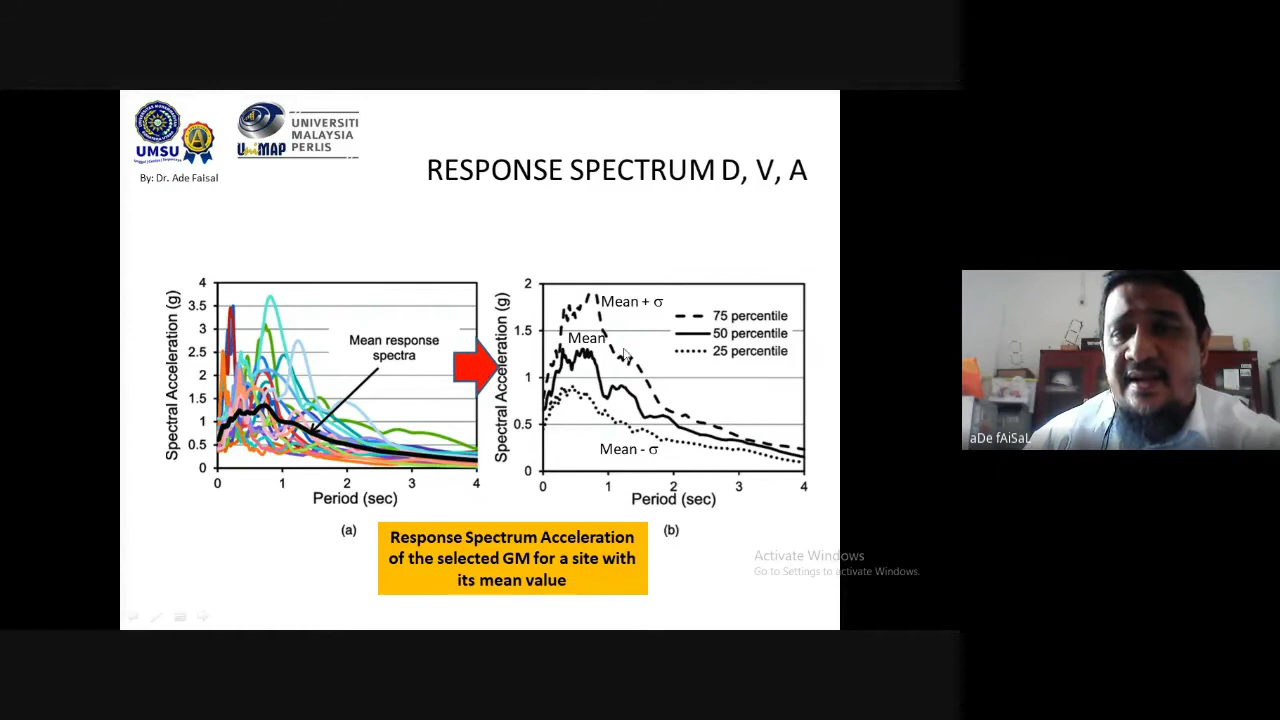 UMSU
By: Dr. Ade Faisal
UniMAP
UNIVERSITI
MALAYSIA
PERLIS
RESPONSE SPECTRUM D, V, A
Spectral Acceleration (g)
4
3.5
3
2.5
2
1.5
1
0.5
0
Mean response
spectra
0 1 2 3 4
Period (sec)
(a)
Spectral Acceleration (g)
2
1.5
1
0.5
0
Mean + σ
Mean
Mean - σ
75 percentile
50 percentile
25 percentile
0 1 2 3 4
Period (sec)
(b)
Response Spectrum Acceleration
of the selected GM for a site with
its mean value
Activate Windows
Go to Settings to activate Windows.
aDe fAiSaL